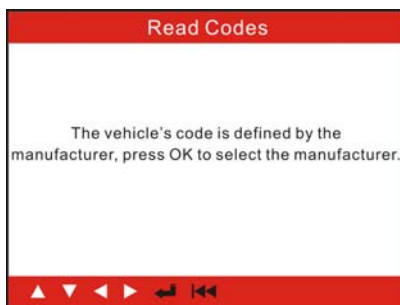 Read Codes
The vehicle's code is defined by the
manufacturer, press OK to select the manufacturer.